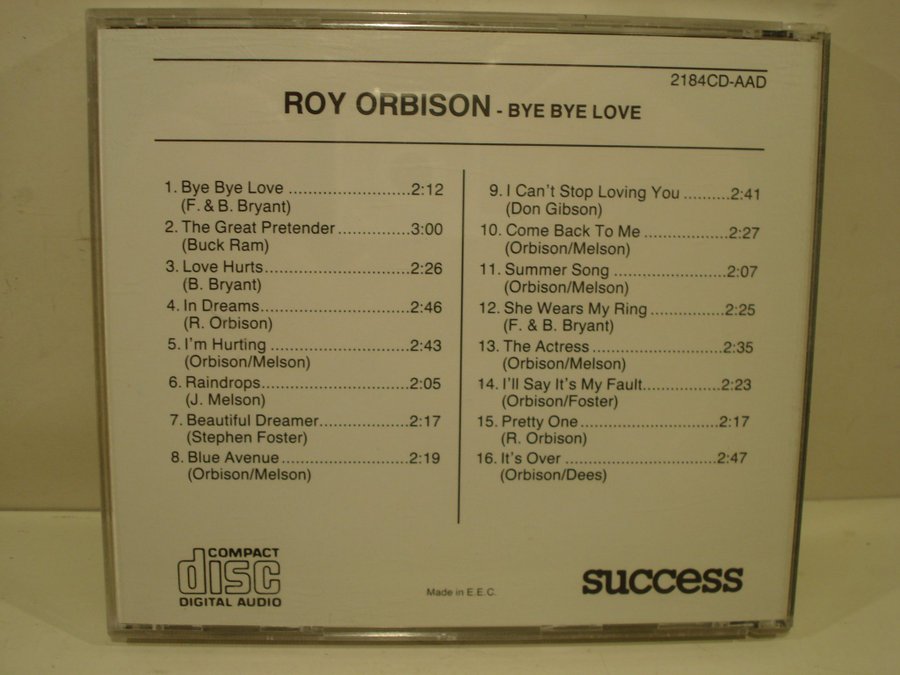 2184CD-AAD
ROY ORBISON - BYE BYE LOVE
1. Bye Bye Love ........................2:12
(F. & B. Bryant)
2. The Great Pretender ..............3:00
(Buck Ram)
3. Love Hurts.............................2:26
(B. Bryant)
4. In Dreams..............................2:46
(R. Orbison)
5. I'm Hurting ............................2:43
(Orbison/Melson)
6. Raindrops..............................2:05
(J. Melson)
7. Beautiful Dreamer.................2:17
(Stephen Foster)
8. Blue Avenue .........................2:19
(Orbison/Melson)
9. I Can't Stop Loving You ..........2:41
(Don Gibson)
10. Come Back To Me .................2:27
(Orbison/Melson)
11. Summer Song .......................2:07
(Orbison/Melson)
12. She Wears My Ring ...............2:25
(F. & B. Bryant)
13. The Actress ..........................2:35
(Orbison/Melson)
14. I'll Say It's My Fault................2:23
(Orbison/Foster)
15. Pretty One ............................2:17
(R. Orbison)
16. It's Over ...............................2:47
(Orbison/Dees)
COMPACT
disc
DIGITAL AUDIO
Made in E.E.C.
success